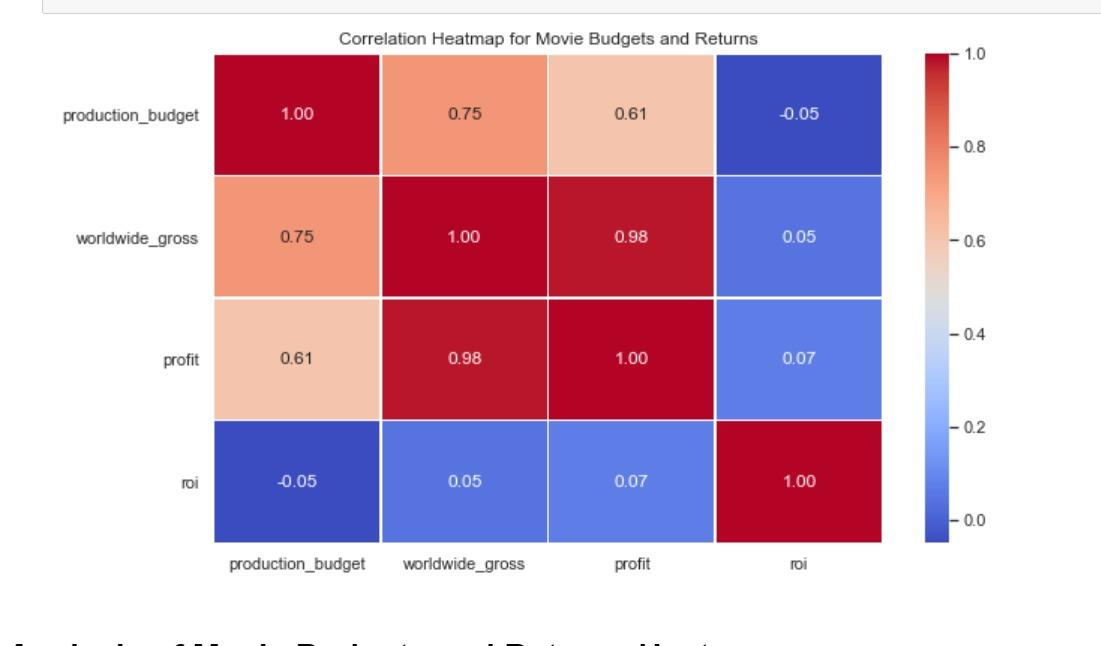 Correlation Heatmap for Movie Budgets and Returns
1.0
production_budget 1.00 0.75 0.61 -0.05
0.8
worldwide_gross 0.75 1.00 0.98 0.05
0.6
profit 0.61 0.98 1.00 0.07
0.4
0.2
roi -0.05 0.05 0.07 1.00
0.0
production_budget worldwide_gross profit roi